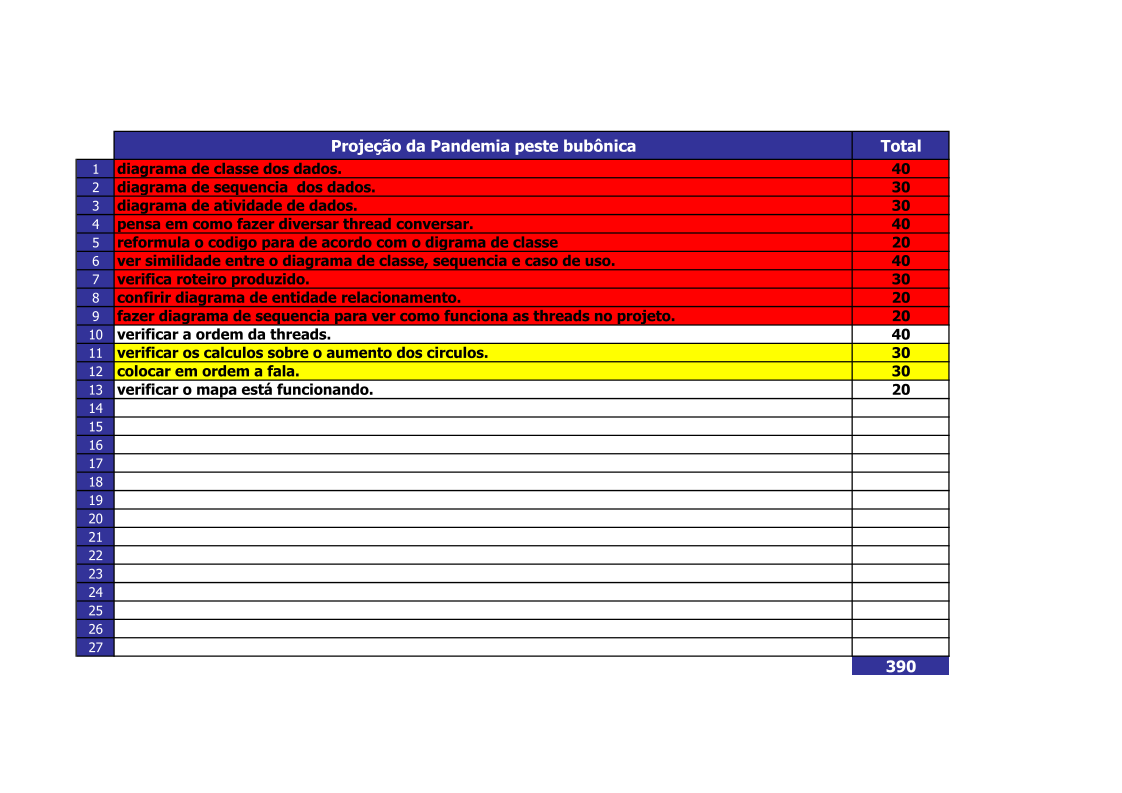 Projeção da Pandemia peste bubônica Total
1 diagrama de classe dos dados. 40
2 diagrama de sequencia  dos dados. 30
3 diagrama de atividade de dados. 30
4 pensa em como fazer diversar thread conversar. 40
5 reformula o codigo para de acordo com o digrama de classe 20
6 ver similidade entre o diagrama de classe, sequencia e caso de uso. 40
7 verifica roteiro produzido. 30
8 confirir diagrama de entidade relacionamento. 20
9 fazer diagrama de sequencia para ver como funciona as threads no projeto. 20
10 verificar a ordem da threads. 40
11 verificar os calculos sobre o aumento dos circulos. 30
12 colocar em ordem a fala. 30
13 verificar o mapa está funcionando. 20
14
15
16
17
18
19
20
21
22
23
24
25
26
27
390